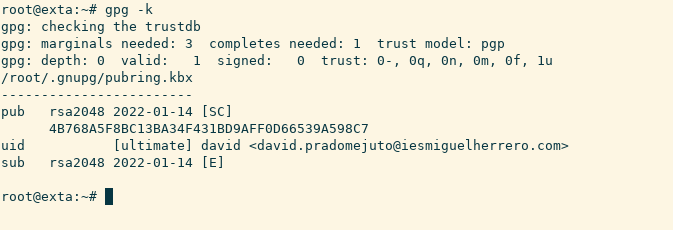 root@exta:~# gpg -k
gpg: checking the trustdb
gpg: marginals needed: 3  completes needed: 1  trust model: pgp
gpg: depth: 0  valid:   1  signed:   0  trust: 0-, 0q, 0n, 0m, 0f, 1u
/root/.gnupg/pubring.kbx
------------------------
pub   rsa2048 2022-01-14 [SC]
      4B768A5F8BC13BA34F431BD9AFF0D66539A598C7
uid           [ultimate] david <david.pradomejuto@iesmiguelherrero.com>
sub   rsa2048 2022-01-14 [E]
root@exta:~#